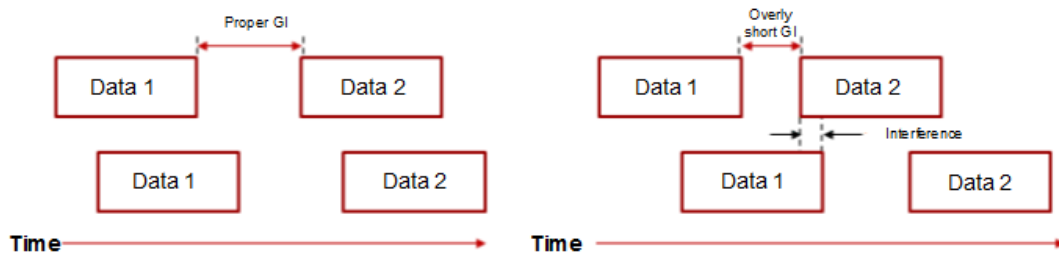 Proper GI
Data 1
Data 2
Data 1
Data 2
Time
Overly
short GI
Data 1
Data 2
Interference
Data 1
Data 2
Time